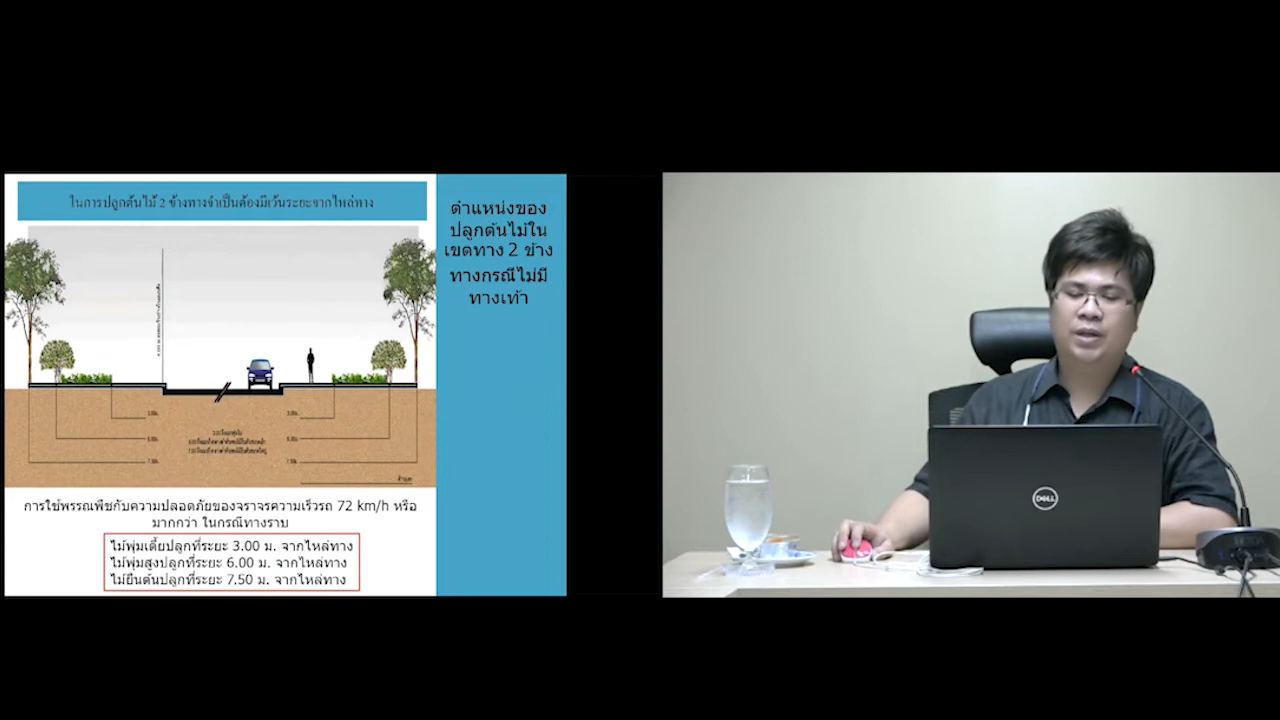 ในการปลูกต้นไม้ 2 ข้างทางจำเป็นต้องมีเว้นระยะจากไหล่ทาง
ตำแหน่งของ
ปลูกต้นไม้ใน
เขตทาง 2 ข้าง
ทางกรณีไม่มี
ทางเท้า
การใช้พรรณพืชกับความปลอดภัยของจราจรความเร็วรถ 72 km/h หรือ
มากกว่า ในกรณีทางราบ
ไม้พุ่มเตี้ยปลูกที่ระยะ 3.00 ม. จากไหล่ทาง
ไม้พุ่มสูงปลูกที่ระยะ 6.00 ม. จากไหล่ทาง
ไม้ยืนต้นปลูกที่ระยะ 7.50 ม. จากไหล่ทาง
DELL